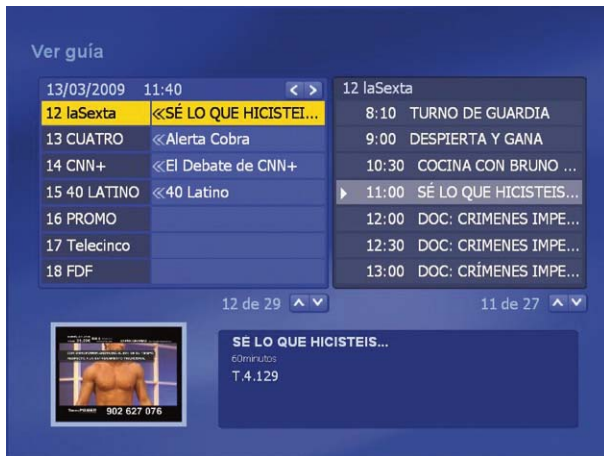 Ver guía
13/03/2009 11:40
12 laSexta «SÉ LO QUE HICISTEI...
13 CUATRO «Alerta Cobra
14 CNN+ «El Debate de CNN+
15 40 LATINO «40 Latino
16 PROMO
17 Telecinco
18 FDF
12 de 29
12 laSexta
8:10 TURNO DE GUARDIA
9:00 DESPIERTA Y GANA
10:30 COCINA CON BRUNO ...
11:00 SÉ LO QUE HICISTEIS...
12:00 DOC: CRIMENES IMPE...
12:30 DOC: CRIMENES IMPE...
13:00 DOC: CRÍMENES IMPE...
11 de 27
902 627 076
SÉ LO QUE HICISTEIS...
60minutos
T.4.129